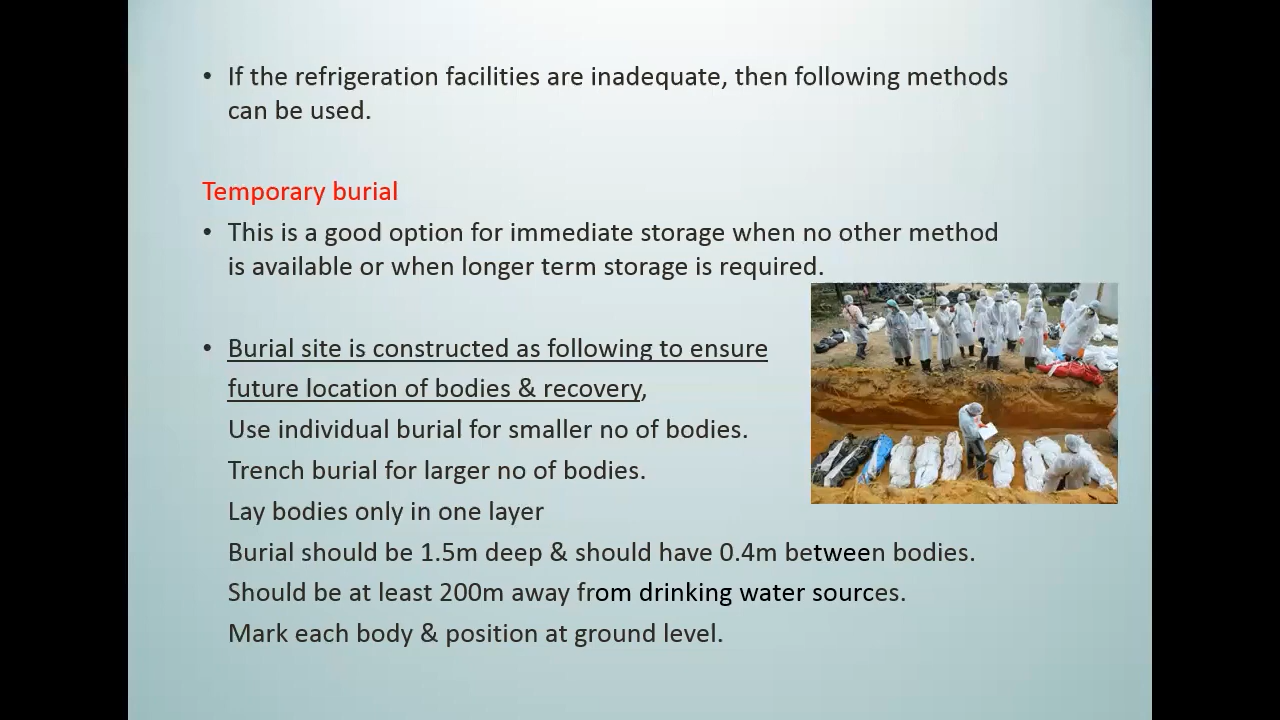 • If the refrigeration facilities are inadequate, then following methods
can be used.
Temporary burial
• This is a good option for immediate storage when no other method
is available or when longer term storage is required.
• Burial site is constructed as following to ensure
future location of bodies & recovery,
Use individual burial for smaller no of bodies.
Trench burial for larger no of bodies.
Lay bodies only in one layer
Burial should be 1.5m deep & should have 0.4m between bodies.
Should be at least 200m away from drinking water sources.
Mark each body & position at ground level.